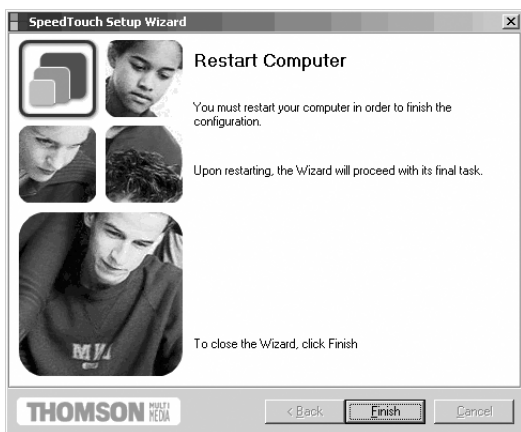 SpeedTouch Setup Wizard
Restart Computer
You must restart your computer in order to finish the
configuration.
Upon restarting, the Wizard will proceed with its final task.
To close the Wizard, click Finish
THOMSON MULTI MEDIA
< Back Finish Cancel